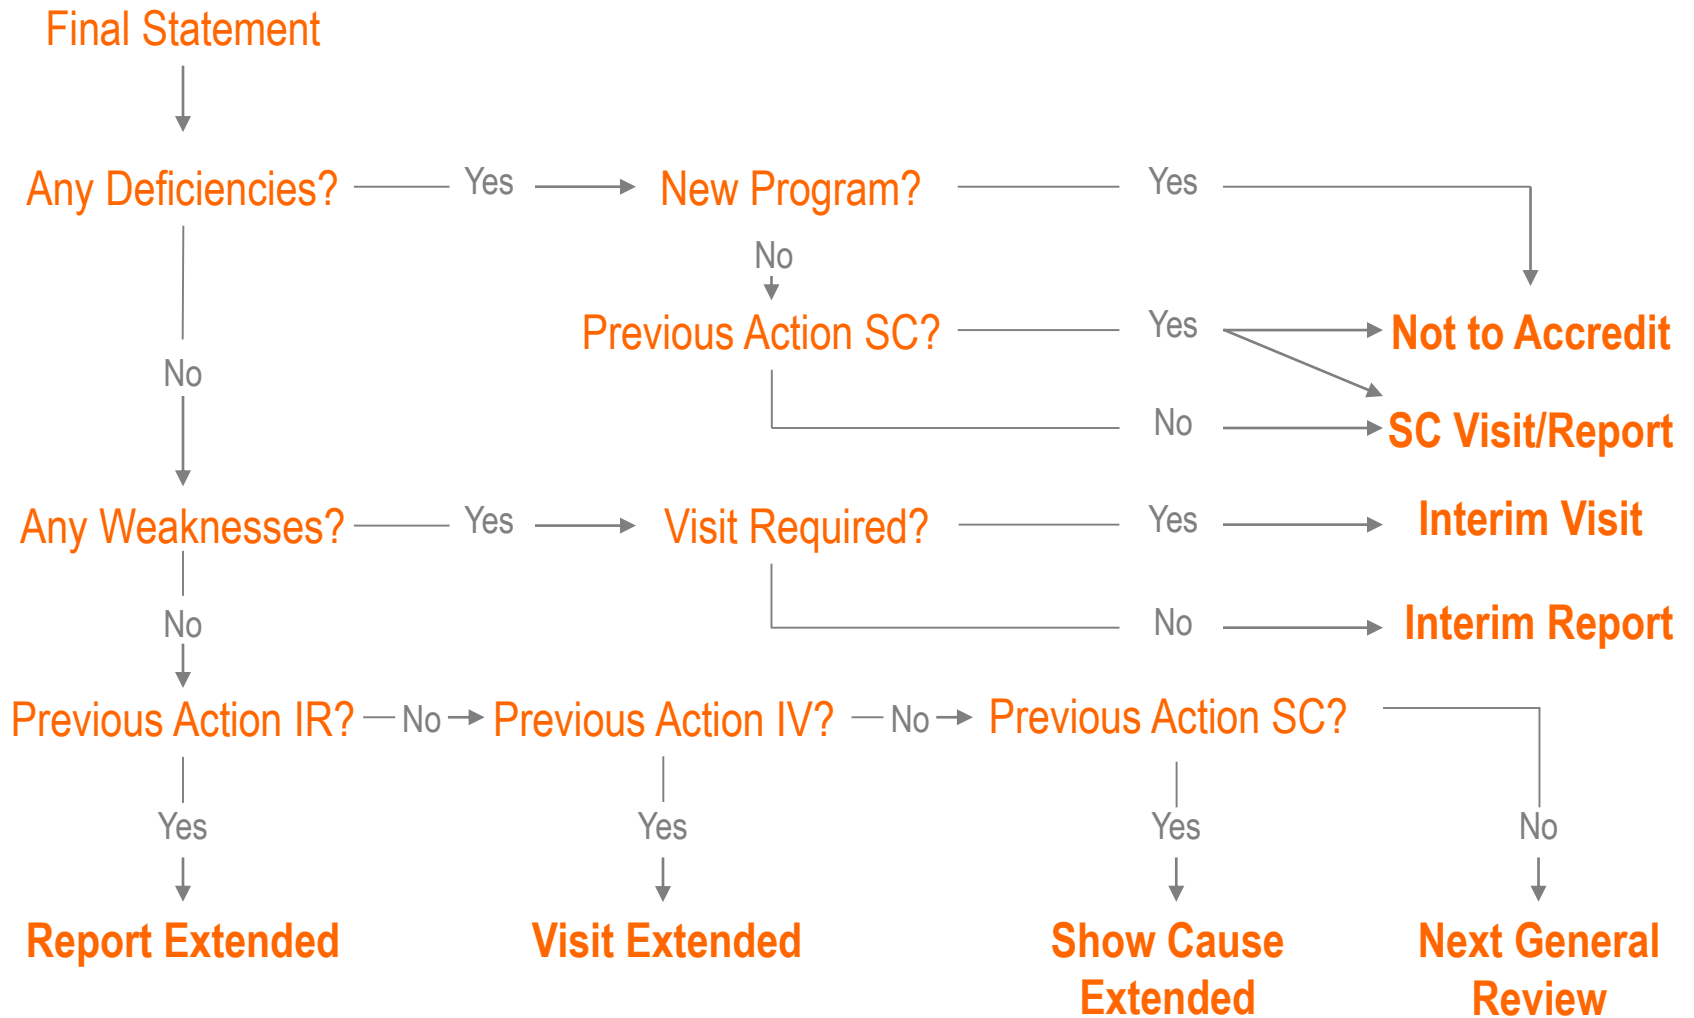 Final Statement
Any Deficiencies?
Yes
New Program?
Yes
No
Previous Action SC?
Yes
Not to Accredit
No
No
SC Visit/Report
Any Weaknesses?
Yes
Visit Required?
Yes
Interim Visit
No
No
Interim Report
Previous Action IR?
No
Previous Action IV?
No
Previous Action SC?
Yes
Yes
Yes
No
Report Extended
Visit Extended
Show Cause
Extended
Next General
Review